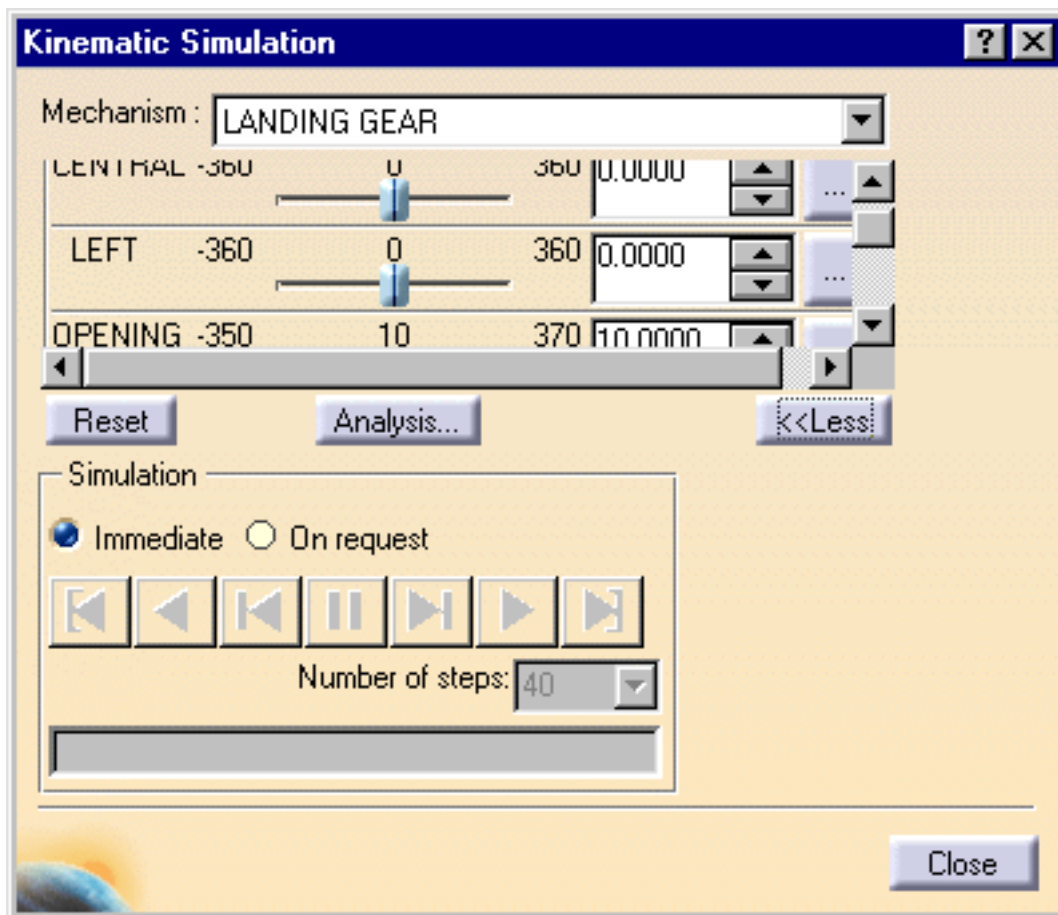 Kinematic Simulation
Mechanism : LANDING GEAR
CENTRAL -360 0 360 0.0000 ...
LEFT -360 0 360 0.0000 ...
OPENING -350 10 370 10.0000
Reset Analysis... <<Less
Simulation
Immediate On request
Number of steps: 40
Close